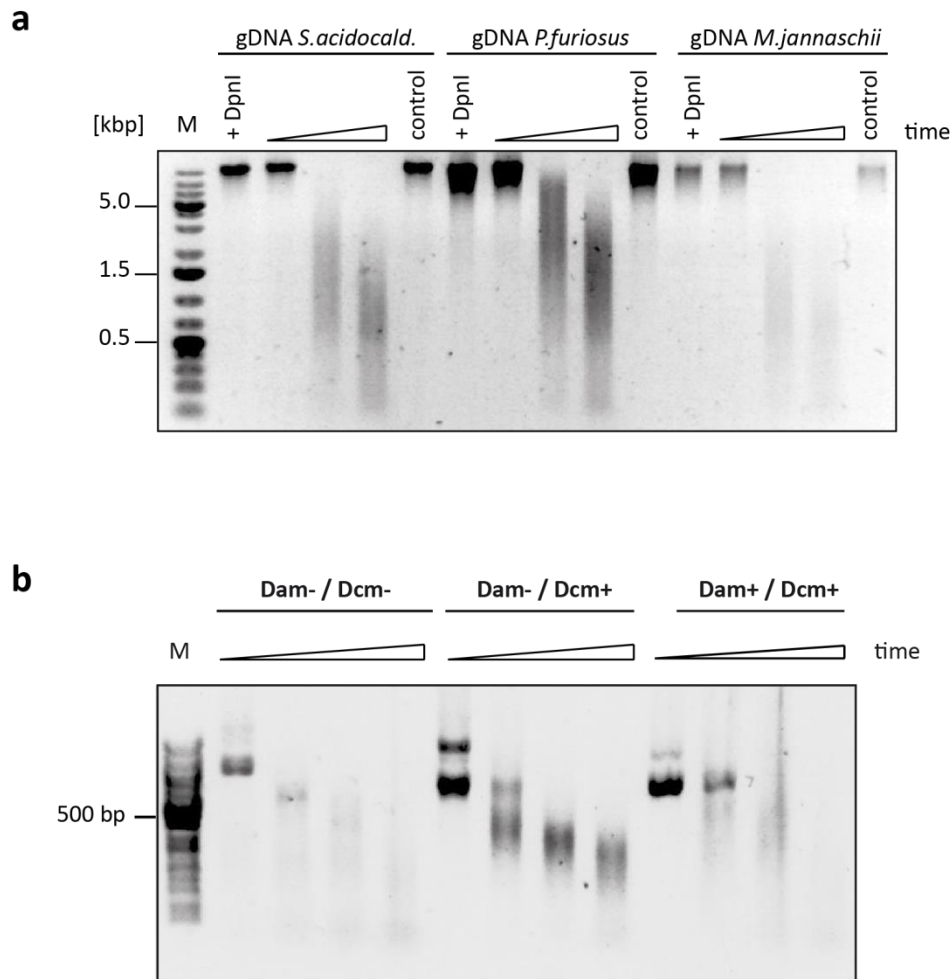 a
gDNA S.acidocald. gDNA P.furiosus gDNA M.jannaschii
[kbp] M + DpnI control + DpnI control + DpnI control time
5.0
1.5
0.5
b
Dam- / Dcm- Dam- / Dcm+ Dam+ / Dcm+
M time
500 bp